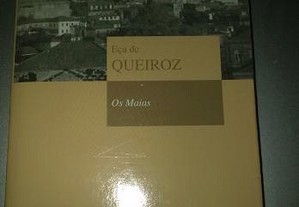 Eça de
QUEIROZ
Os Maias